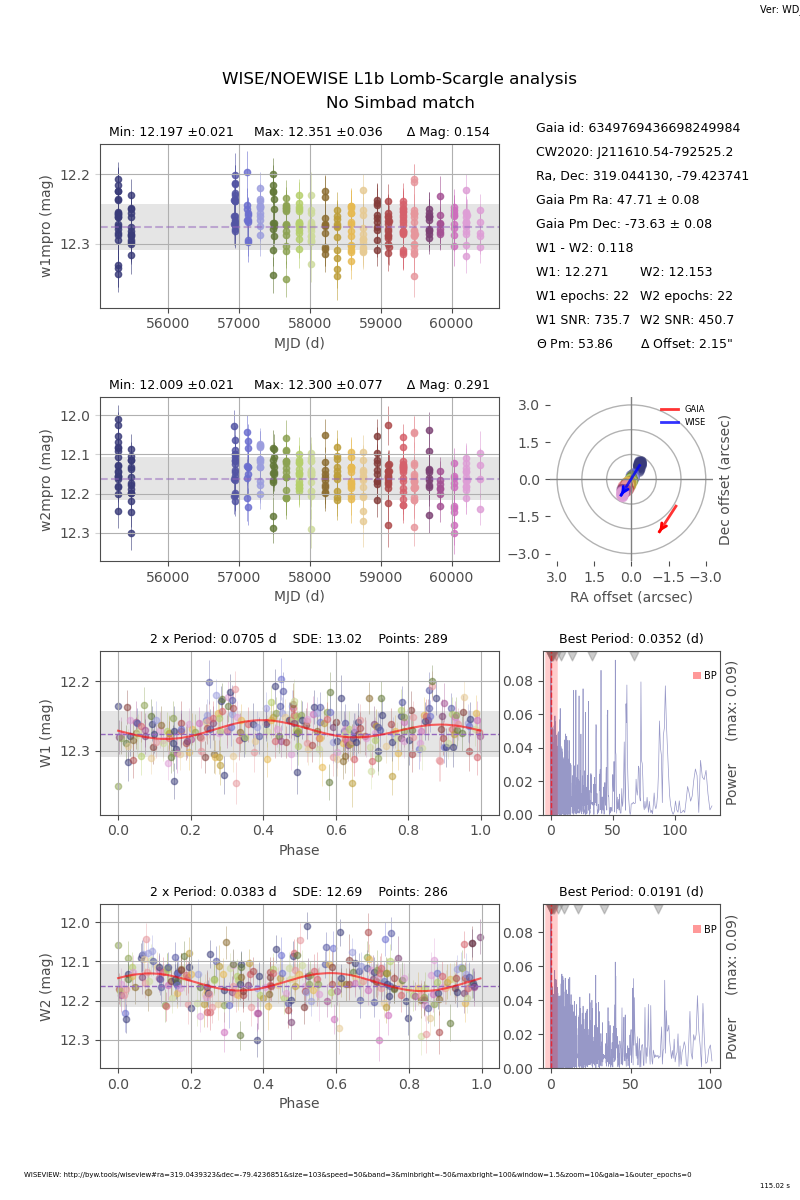 Ver: WD_
WISE/NOEWISE L1b Lomb-Scargle analysis
No Simbad match
Min: 12.197 ±0.021 Max: 12.351 ±0.036 Δ Mag: 0.154
12.2
12.3
w1mpro (mag)
56000 57000 58000 59000 60000
MJD (d)
Gaia id: 6349769436698249984
CW2020: J211610.54-792525.2
Ra, Dec: 319.044130, -79.423741
Gaia Pm Ra: 47.71 ± 0.08
Gaia Pm Dec: -73.63 ± 0.08
W1 - W2: 0.118
W1: 12.271 W2: 12.153
W1 epochs: 22 W2 epochs: 22
W1 SNR: 735.7 W2 SNR: 450.7
Θ Pm: 53.86 Δ Offset: 2.15"
Min: 12.009 ±0.021 Max: 12.300 ±0.077 Δ Mag: 0.291
12.0
12.1
12.2
12.3
w2mpro (mag)
56000 57000 58000 59000 60000
MJD (d)
GAIA
WISE
3.0
1.5
0.0
−1.5
−3.0
Dec offset (arcsec)
3.0 1.5 0.0 −1.5 −3.0
RA offset (arcsec)
2 x Period: 0.0705 d SDE: 13.02 Points: 289
12.2
12.3
W1 (mag)
0.0 0.2 0.4 0.6 0.8 1.0
Phase
Best Period: 0.0352 (d)
BP
0.08
0.06
0.04
0.02
0.00
Power (max: 0.09)
0 50 100
2 x Period: 0.0383 d SDE: 12.69 Points: 286
12.0
12.1
12.2
12.3
W2 (mag)
0.0 0.2 0.4 0.6 0.8 1.0
Phase
Best Period: 0.0191 (d)
BP
0.08
0.06
0.04
0.02
0.00
Power (max: 0.09)
0 50 100
WISEVIEW: http://byw.tools/wiseview#ra=319.0439323&dec=-79.4236851&size=103&speed=50&band=3&minbright=-50&maxbright=100&window=1.5&zoom=10&gaia=1&outer_epochs=0
115.02 s